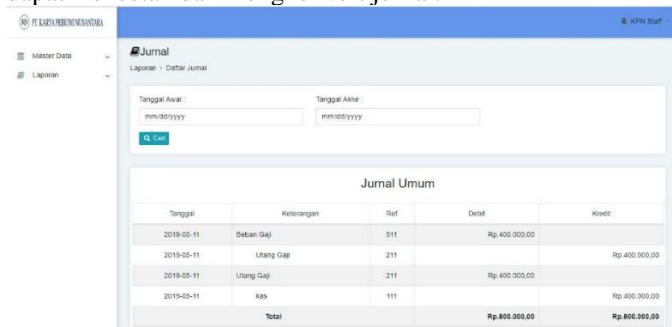 PT. KARYA PRIBUMI NUSANTARA
KPN Staff
Master Data
Laporan
Jurnal
Laporan > Daftar Jurnal
Tanggal Awal : Tanggal Akhir :
mm/dd/yyyy mm/dd/yyyy
Cari
Jurnal Umum
Tanggal Keterangan Ref Debit Kredit
2019-05-11 Beban Gaji 511 Rp.400.000,00
2019-05-11 Utang Gaji 211 Rp.400.000,00
2019-05-11 Utang Gaji 211 Rp.400.000,00
2019-05-11 kas 111 Rp.400.000,00
Total Rp.800.000,00 Rp.800.000,00